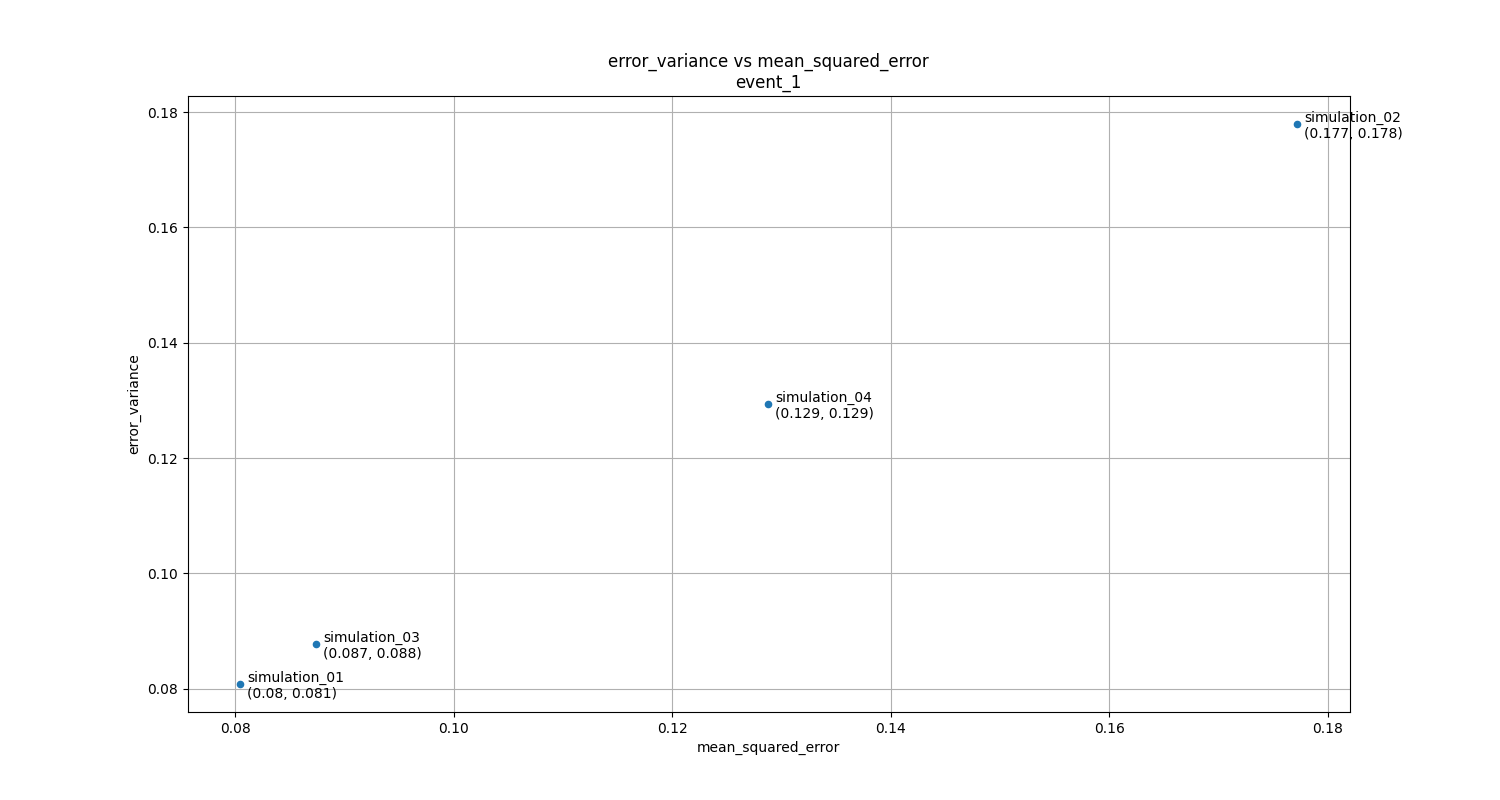 error_variance vs mean_squared_error
event_1
0.18
simulation_02
(0.177, 0.178)
0.16
0.14
simulation_04
(0.129, 0.129)
error_variance
0.12
0.10
simulation_03
(0.087, 0.088)
simulation_01
(0.08, 0.081)
0.08
0.08 0.10 0.12 0.14 0.16 0.18
mean_squared_error